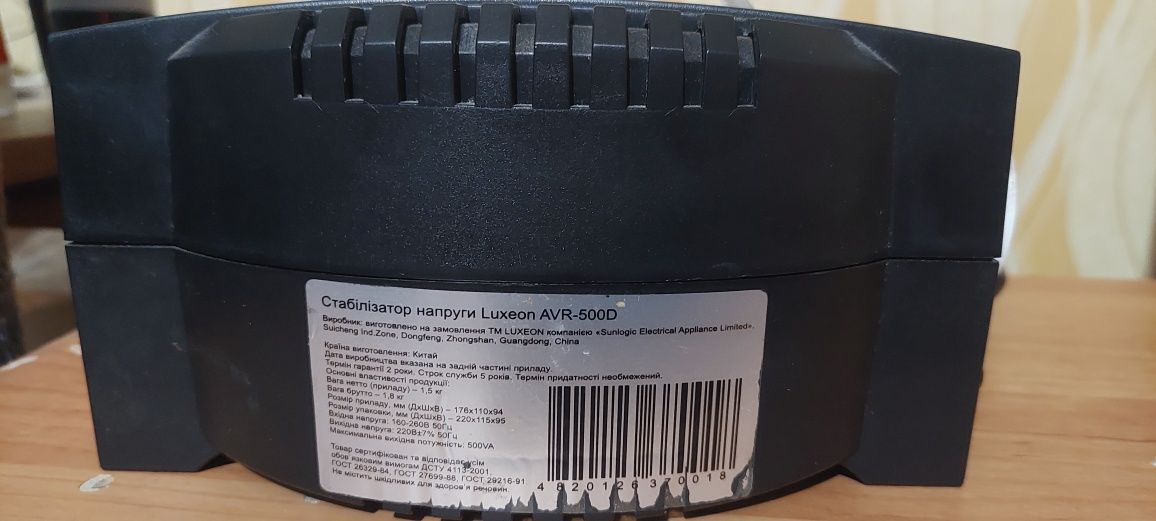 Стабілізатор напруги Luxeon AVR-500D
Виробник: виготовлено на замовлення ТМ LUXEON компанією «Sunlogic Electrical Appliance Limited».
Suicheng Ind.Zone, Dongfeng, Zhongshan, Guangdong, China
Країна виготовлення: Китай
Дата виробництва вказана на задній частині приладу.
Термін гарантії 2 роки. Строк служби 5 років. Термін придатності необмежений.
Основні властивості продукції:
Вага нетто (приладу) – 1,5 кг
Вага брутто – 1,8 кг
Розмір приладу, мм (ДхШхВ) – 176х110х94
Розмір упаковки, мм (ДхШхВ) – 220х115х95
Вхідна напруга: 160-260В 50Гц
Вихідна напруга: 220В±7% 50Гц
Максимальна вихідна потужність: 500VA
Товар сертифікован та відповідає усім
обов'язковим вимогам ДСТУ 4113-2001,
ГОСТ 26329-84, ГОСТ 27699-88, ГОСТ 29216-91
Не містить шкідливих для здоров'я речовин.
4820126370018